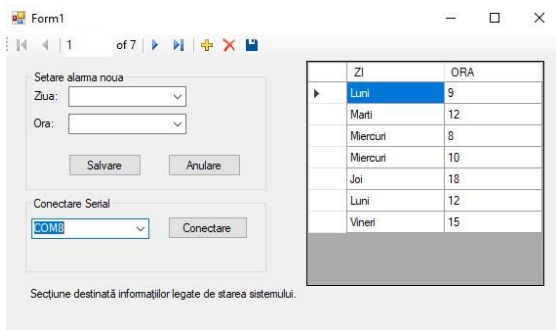 Form1
1 of 7
Setare alarma noua
Ziua:
Ora:
Salvare Anulare
Conectare Serial
COM8 Conectare
Secțiune destinată informațiilor legate de starea sistemului.
ZI ORA
Luni 9
Marti 12
Miercuri 8
Miercuri 10
Joi 18
Luni 12
Vineri 15